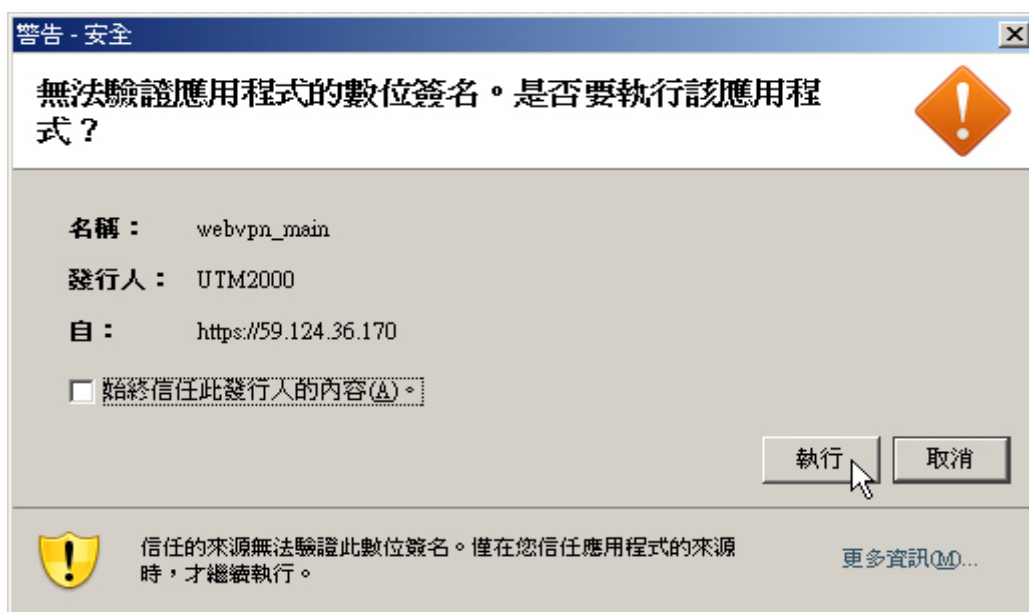 警告 - 安全
無法驗證應用程式的數位簽名。是否要執行該應用程
式？
名稱： webvpn_main
發行人： UTM2000
自： https://59.124.36.170
始終信任此發行人的內容(A)。
執行 取消
信任的來源無法驗證此數位簽名。僅在您信任應用程式的來源
時，才繼續執行。
更多資訊(M)...